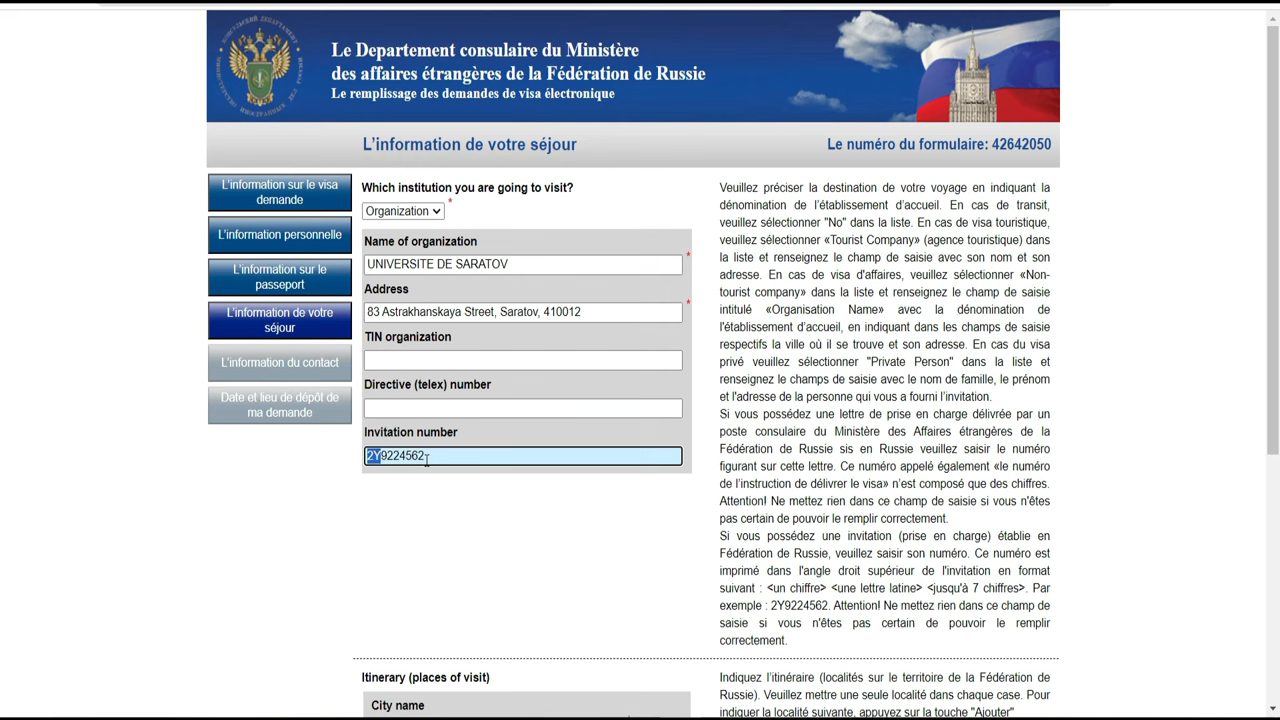 Le Departement consulaire du Ministère
des affaires étrangères de la Fédération de Russie
Le remplissage des demandes de visa électronique
L'information de votre séjour
Le numéro du formulaire: 42642050
L'information sur le visa
demande
L'information personnelle
L'information sur le
passeport
L'information de votre
séjour
L'information du contact
Date et lieu de dépôt de
ma demande
Which institution you are going to visit?
Organization
*
Name of organization
UNIVERSITE DE SARATOV
*
Address
83 Astrakhanskaya Street, Saratov, 410012
*
TIN organization
Directive (telex) number
Invitation number
2Y9224562
Veuillez préciser la destination de votre voyage en indiquant la
dénomination de l'établissement d'accueil. En cas de transit,
veuillez sélectionner "No" dans la liste. En cas de visa touristique,
veuillez sélectionner «Tourist Company» (agence touristique) dans
la liste et renseignez le champ de saisie avec son nom et son
adresse. En cas de visa d'affaires, veuillez sélectionner «Non-
tourist company» dans la liste et renseignez le champ de saisie
intitulé «Organisation Name» avec la dénomination de
l'établissement d'accueil, en indiquant dans les champs de saisie
respectifs la ville où il se trouve et son adresse. En cas du visa
privé veuillez sélectionner "Private Person" dans la liste et
renseignez le champs de saisie avec le nom de famille, le prénom
et l'adresse de la personne qui vous a fourni l'invitation.
Si vous possédez une lettre de prise en charge délivrée par un
poste consulaire du Ministère des Affaires étrangères de la
Fédération de Russie sis en Russie veuillez saisir le numéro
figurant sur cette lettre. Ce numéro appelé également «le numéro
de l'instruction de délivrer le visa» n'est composé que des chiffres.
Attention! Ne mettez rien dans ce champ de saisie si vous n'êtes
pas certain de pouvoir le remplir correctement.
Si vous possédez une invitation (prise en charge) établie en
Fédération de Russie, veuillez saisir son numéro. Ce numéro est
imprimé dans l'angle droit supérieur de l'invitation en format
suivant : <un chiffre> <une lettre latine> <jusqu'à 7 chiffres>. Par
exemple : 2Y9224562. Attention! Ne mettez rien dans ce champ de
saisie si vous n'êtes pas certain de pouvoir le remplir
correctement.
Itinerary (places of visit)
City name
Indiquez l'itinéraire (localités sur le territoire de la Fédération de
Russie). Veuillez mettre une seule localité dans chaque case. Pour
indiquer la localité suivante, appuyez sur la touche "Ajouter"